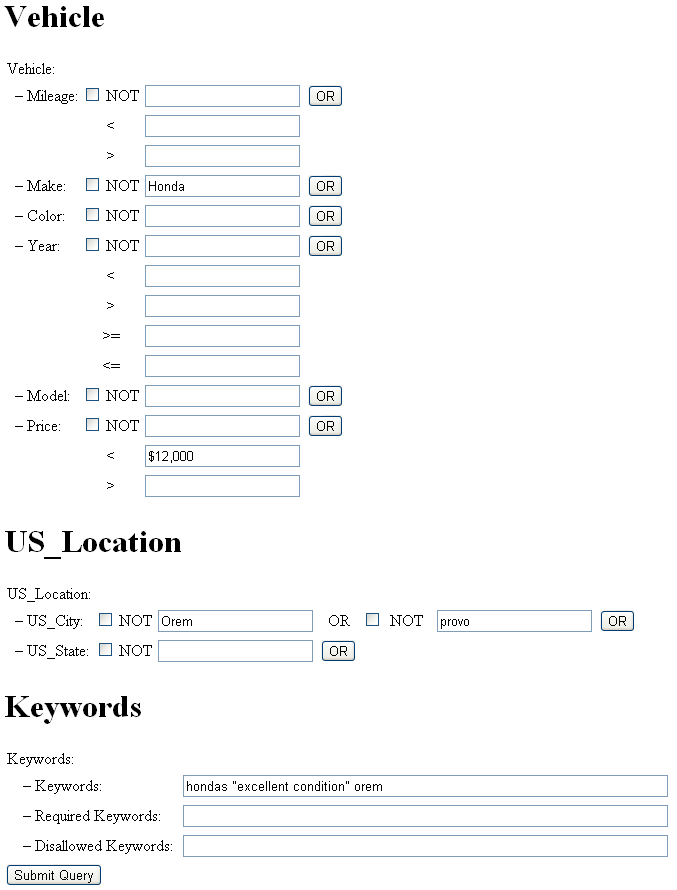 Vehicle
Vehicle:
– Mileage: NOT OR
<
>
– Make: NOT Honda OR
– Color: NOT OR
– Year: NOT OR
<
>
>=
<=
– Model: NOT OR
– Price: NOT OR
< $12,000
>
US_Location
US_Location:
– US_City: NOT Orem OR NOT provo OR
– US_State: NOT OR
Keywords
Keywords:
– Keywords: hondas "excellent condition" orem
– Required Keywords:
– Disallowed Keywords:
Submit Query